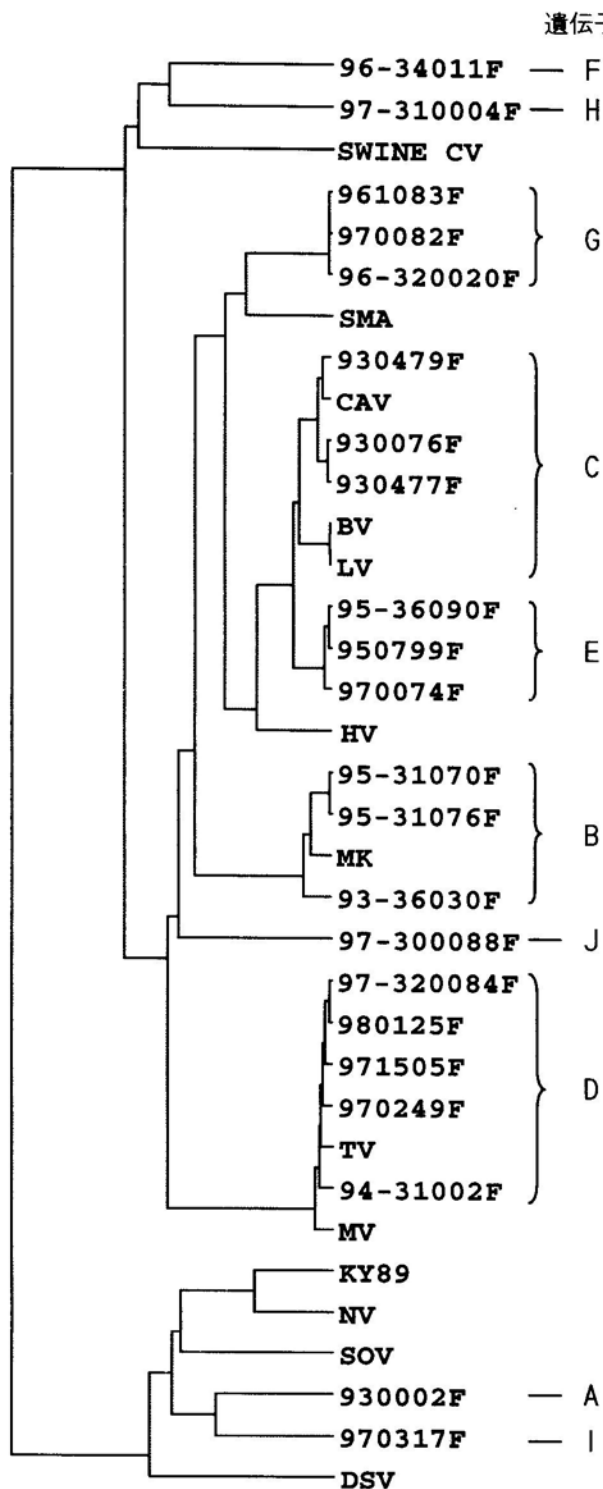 遺伝子
96-34011F — F
97-310004F — H
SWINE CV
961083F
970082F
G
96-320020F
SMA
930479F
CAV
930076F
C
930477F
BV
LV
95-36090F
950799F
E
970074F
HV
95-31070F
95-31076F
B
MK
93-36030F
97-300088F — J
97-320084F
980125F
971505F
D
970249F
TV
94-31002F
MV
KY89
NV
SOV
930002F — A
970317F — I
DSV